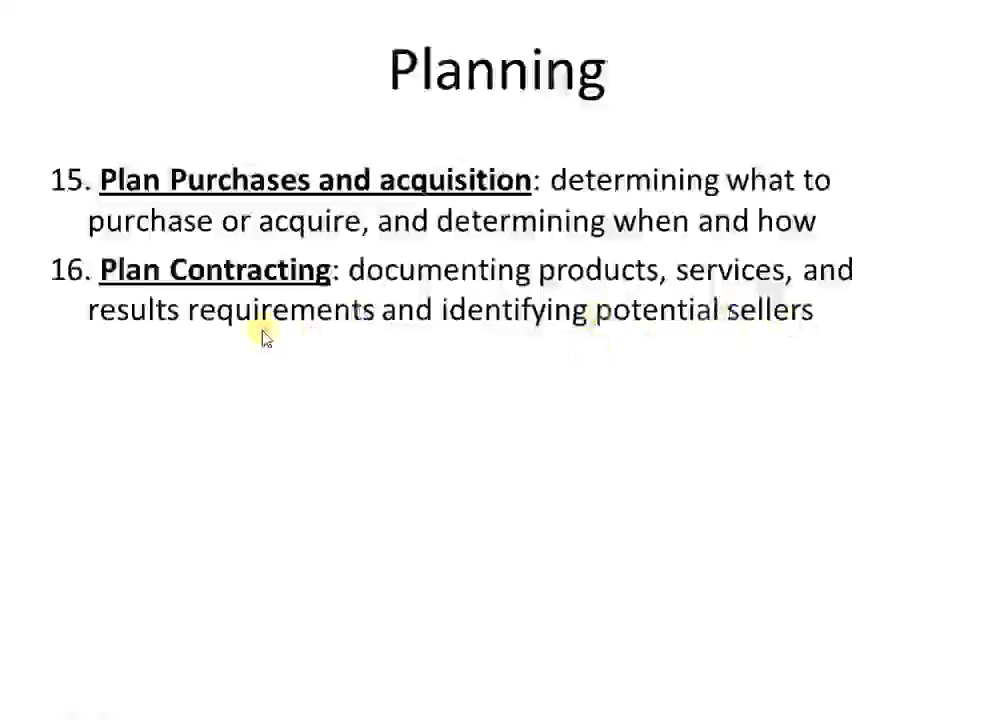 Planning
15. Plan Purchases and acquisition: determining what to
purchase or acquire, and determining when and how
16. Plan Contracting: documenting products, services, and
results requirements and identifying potential sellers